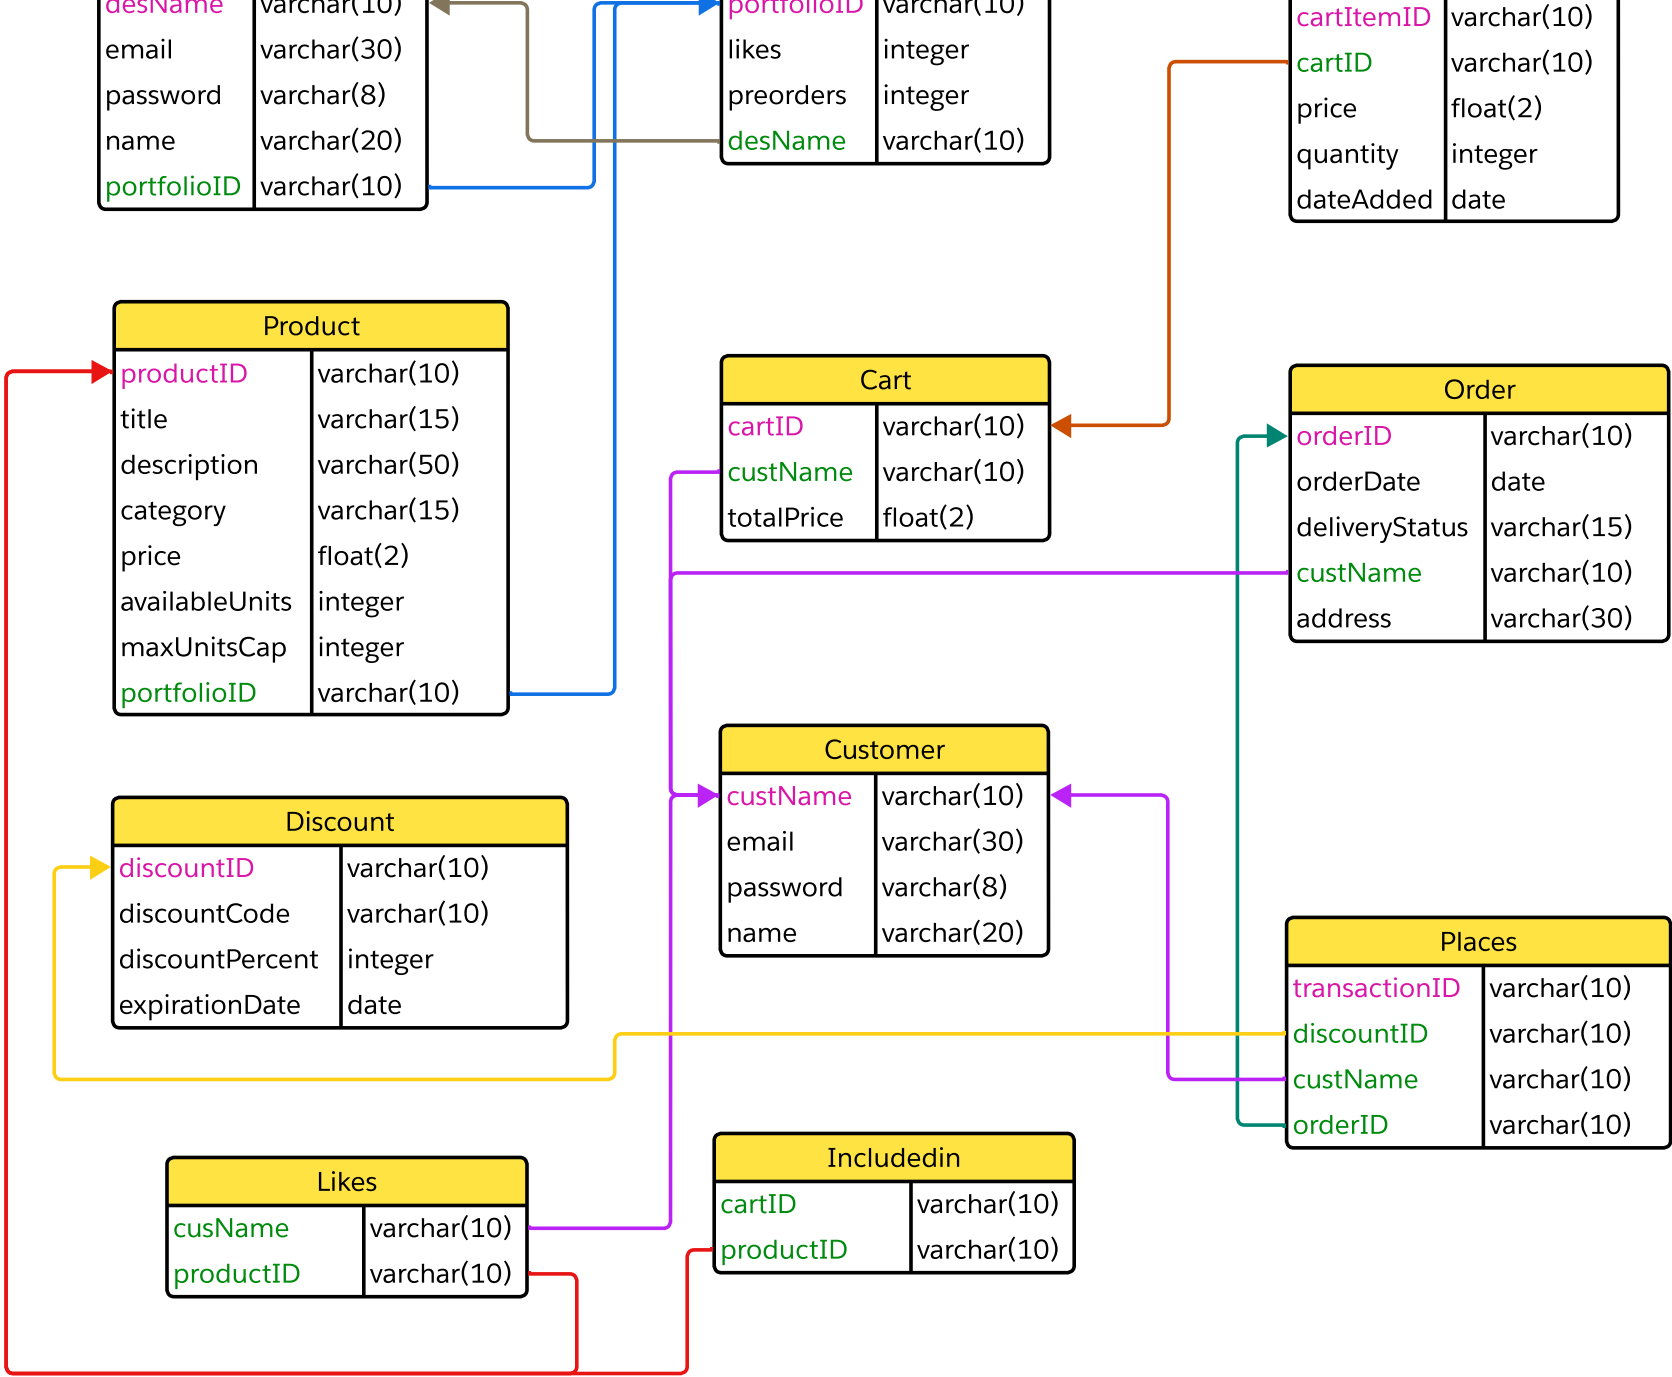 desName varchar(10)
email varchar(30)
password varchar(8)
name varchar(20)
portfolioID varchar(10)
portfolioID varchar(10)
likes integer
preorders integer
desName varchar(10)
cartItemID varchar(10)
cartID varchar(10)
price float(2)
quantity integer
dateAdded date
Product
productID varchar(10)
title varchar(15)
description varchar(50)
category varchar(15)
price float(2)
availableUnits integer
maxUnitsCap integer
portfolioID varchar(10)
Cart
cartID varchar(10)
custName varchar(10)
totalPrice float(2)
Order
orderID varchar(10)
orderDate date
deliveryStatus varchar(15)
custName varchar(10)
address varchar(30)
Customer
custName varchar(10)
email varchar(30)
password varchar(8)
name varchar(20)
Discount
discountID varchar(10)
discountCode varchar(10)
discountPercent integer
expirationDate date
Places
transactionID varchar(10)
discountID varchar(10)
custName varchar(10)
orderID varchar(10)
Likes
cusName varchar(10)
productID varchar(10)
Includedin
cartID varchar(10)
productID varchar(10)